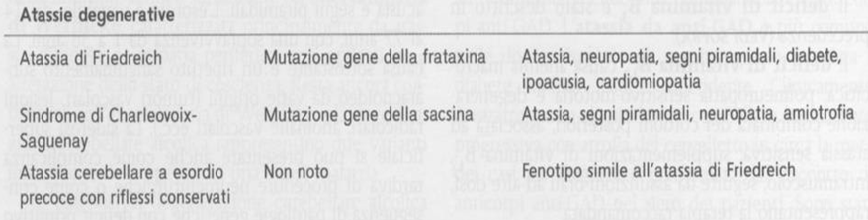 Atassie degenerative
Atassia di Friedreich Mutazione gene della frataxina Atassia, neuropatia, segni piramidali, diabete,
ipoacusia, cardiomiopatia
Sindrome di Charleovoix- Mutazione gene della sacsina Atassia, segni piramidali, neuropatia, amiotrofia
Saguenay
Atassia cerebellare a esordio Non noto Fenotipo simile all'atassia di Friedreich
precoce con riflessi conservati